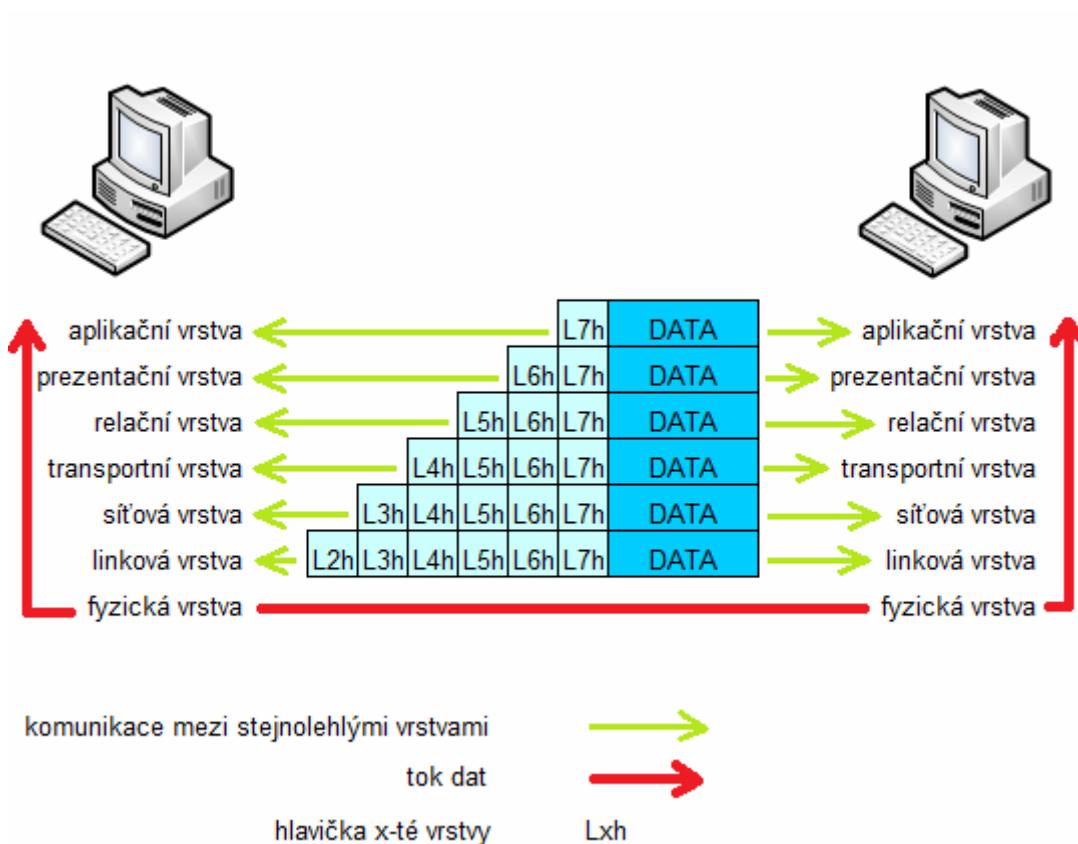 aplikační vrstva L7h DATA aplikační vrstva
prezentační vrstva L6h L7h DATA prezentační vrstva
relační vrstva L5h L6h L7h DATA relační vrstva
transportní vrstva L4h L5h L6h L7h DATA transportní vrstva
síťová vrstva L3h L4h L5h L6h L7h DATA síťová vrstva
linková vrstva L2h L3h L4h L5h L6h L7h DATA linková vrstva
fyzická vrstva fyzická vrstva
komunikace mezi stejnolehlými vrstvami
tok dat
hlavička x-té vrstvy Lxh